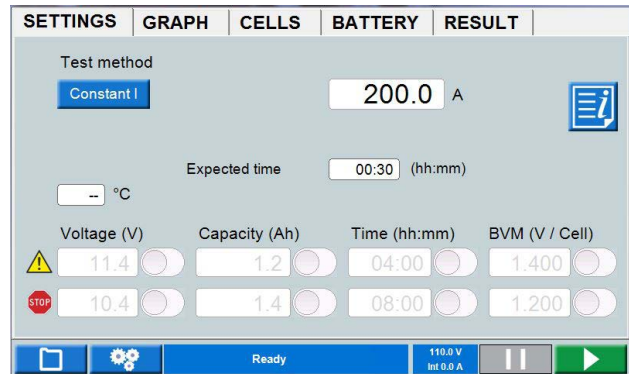 SETTINGS GRAPH CELLS BATTERY RESULT
Test method
Constant I 200.0 A
Expected time 00:30 (hh:mm)
-- °C
Voltage (V) Capacity (Ah) Time (hh:mm) BVM (V / Cell)
11.4 1.2 04:00 1.400
STOP 10.4 1.4 08:00 1.200
Ready 110.0 V
Int 0.0 A